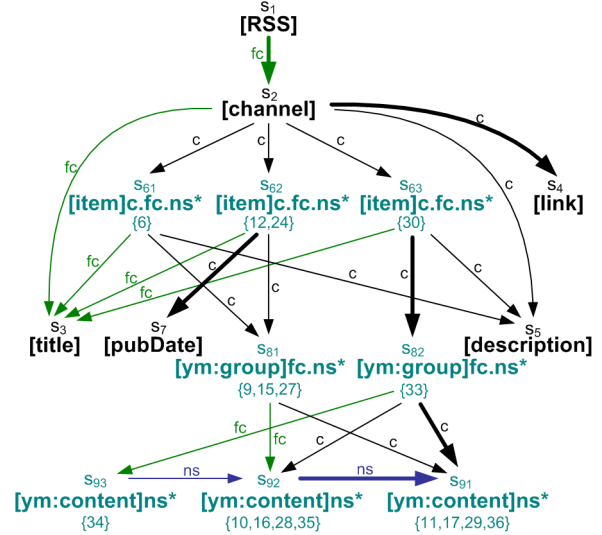 s1
[RSS]
fc
s2
[channel]
c
fc
c
c
c
c
s61
s62
s63
s4
[item]c.fc.ns*
[item]c.fc.ns*
[item]c.fc.ns*
[link]
{6}
{12,24}
{30}
fc
fc
fc
c
c
c
c
c
c
s3
s7
s5
[title]
[pubDate]
[description]
s81
s82
[ym:group]fc.ns*
[ym:group]fc.ns*
{9,15,27}
{33}
fc
fc
c
c
c
s93
ns
s92
ns
s91
[ym:content]ns*
[ym:content]ns*
[ym:content]ns*
{34}
{10,16,28,35}
{11,17,29,36}